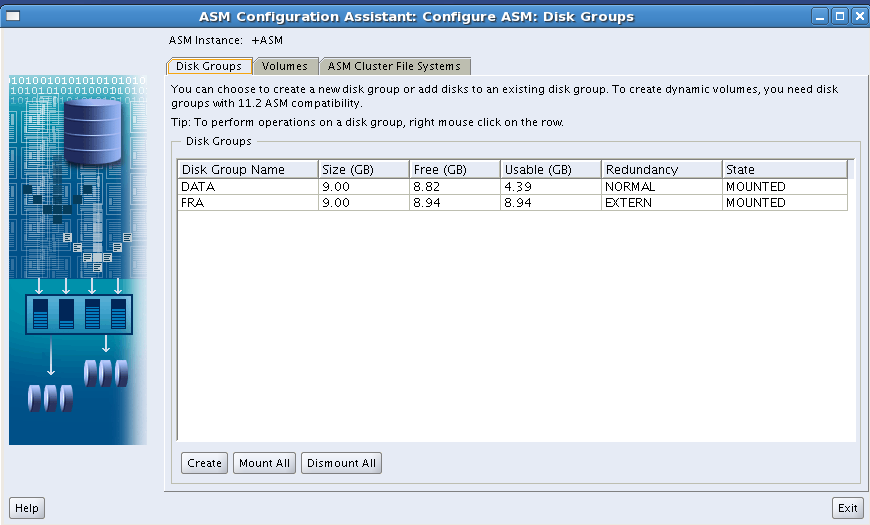 ASM Configuration Assistant: Configure ASM: Disk Groups
ASM Instance: +ASM
Disk Groups Volumes ASM Cluster File Systems
You can choose to create a new disk group or add disks to an existing disk group. To create dynamic volumes, you need disk
groups with 11.2 ASM compatibility.
Tip: To perform operations on a disk group, right mouse click on the row.
Disk Groups
Disk Group Name Size (GB) Free (GB) Usable (GB) Redundancy State
DATA 9.00 8.82 4.39 NORMAL MOUNTED
FRA 9.00 8.94 8.94 EXTERN MOUNTED
Create Mount All Dismount All
Help Exit